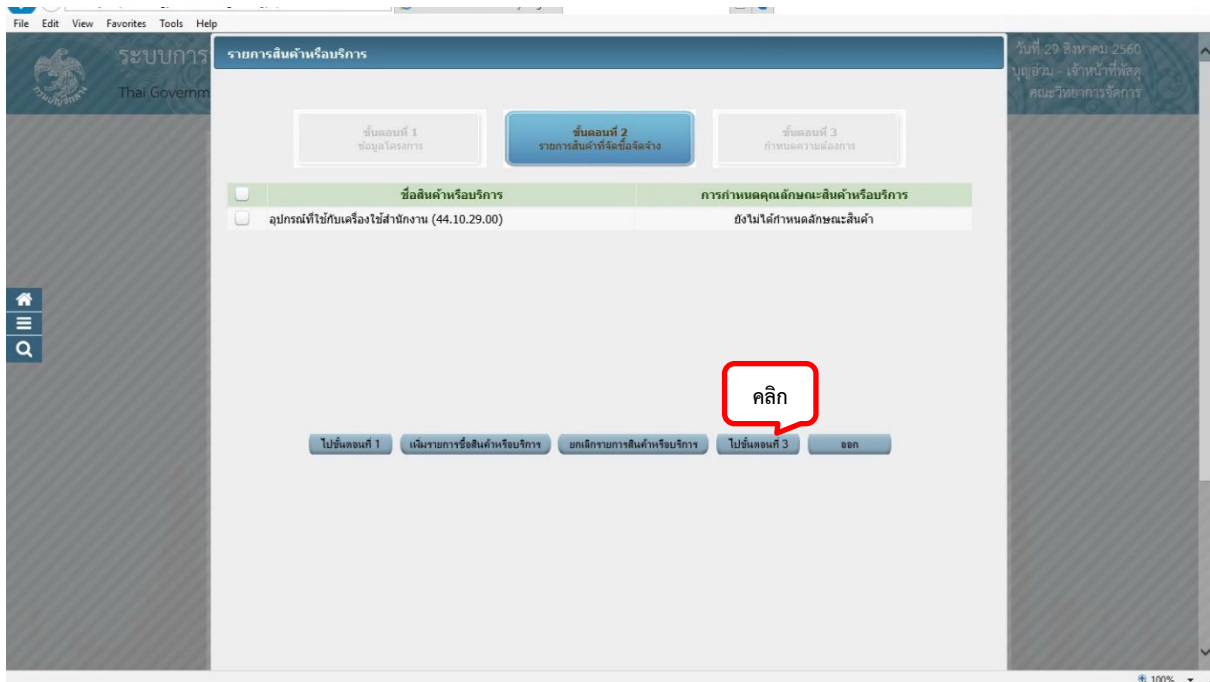 File Edit View Favorites Tools Help
ระบบการ
Thai Governm
กรมบัญชีกลาง
รายการสินค้าหรือบริการ
วันที่ 29 สิงหาคม 2560
บุญอ่วม - เจ้าหน้าที่พัสดุ
คณะวิทยาการจัดการ
ขั้นตอนที่ 1
ข้อมูลโครงการ
ขั้นตอนที่ 2
รายการสินค้าที่จัดซื้อจัดจ้าง
ขั้นตอนที่ 3
กำหนดความต้องการ
ชื่อสินค้าหรือบริการ การกำหนดคุณลักษณะสินค้าหรือบริการ
อุปกรณ์ที่ใช้กับเครื่องใช้สำนักงาน (44.10.29.00) ยังไม่ได้กำหนดลักษณะสินค้า
คลิก
ไปขั้นตอนที่ 1 เพิ่มรายการชื่อสินค้าหรือบริการ ยกเลิกรายการสินค้าหรือบริการ ไปขั้นตอนที่ 3 ออก
100%